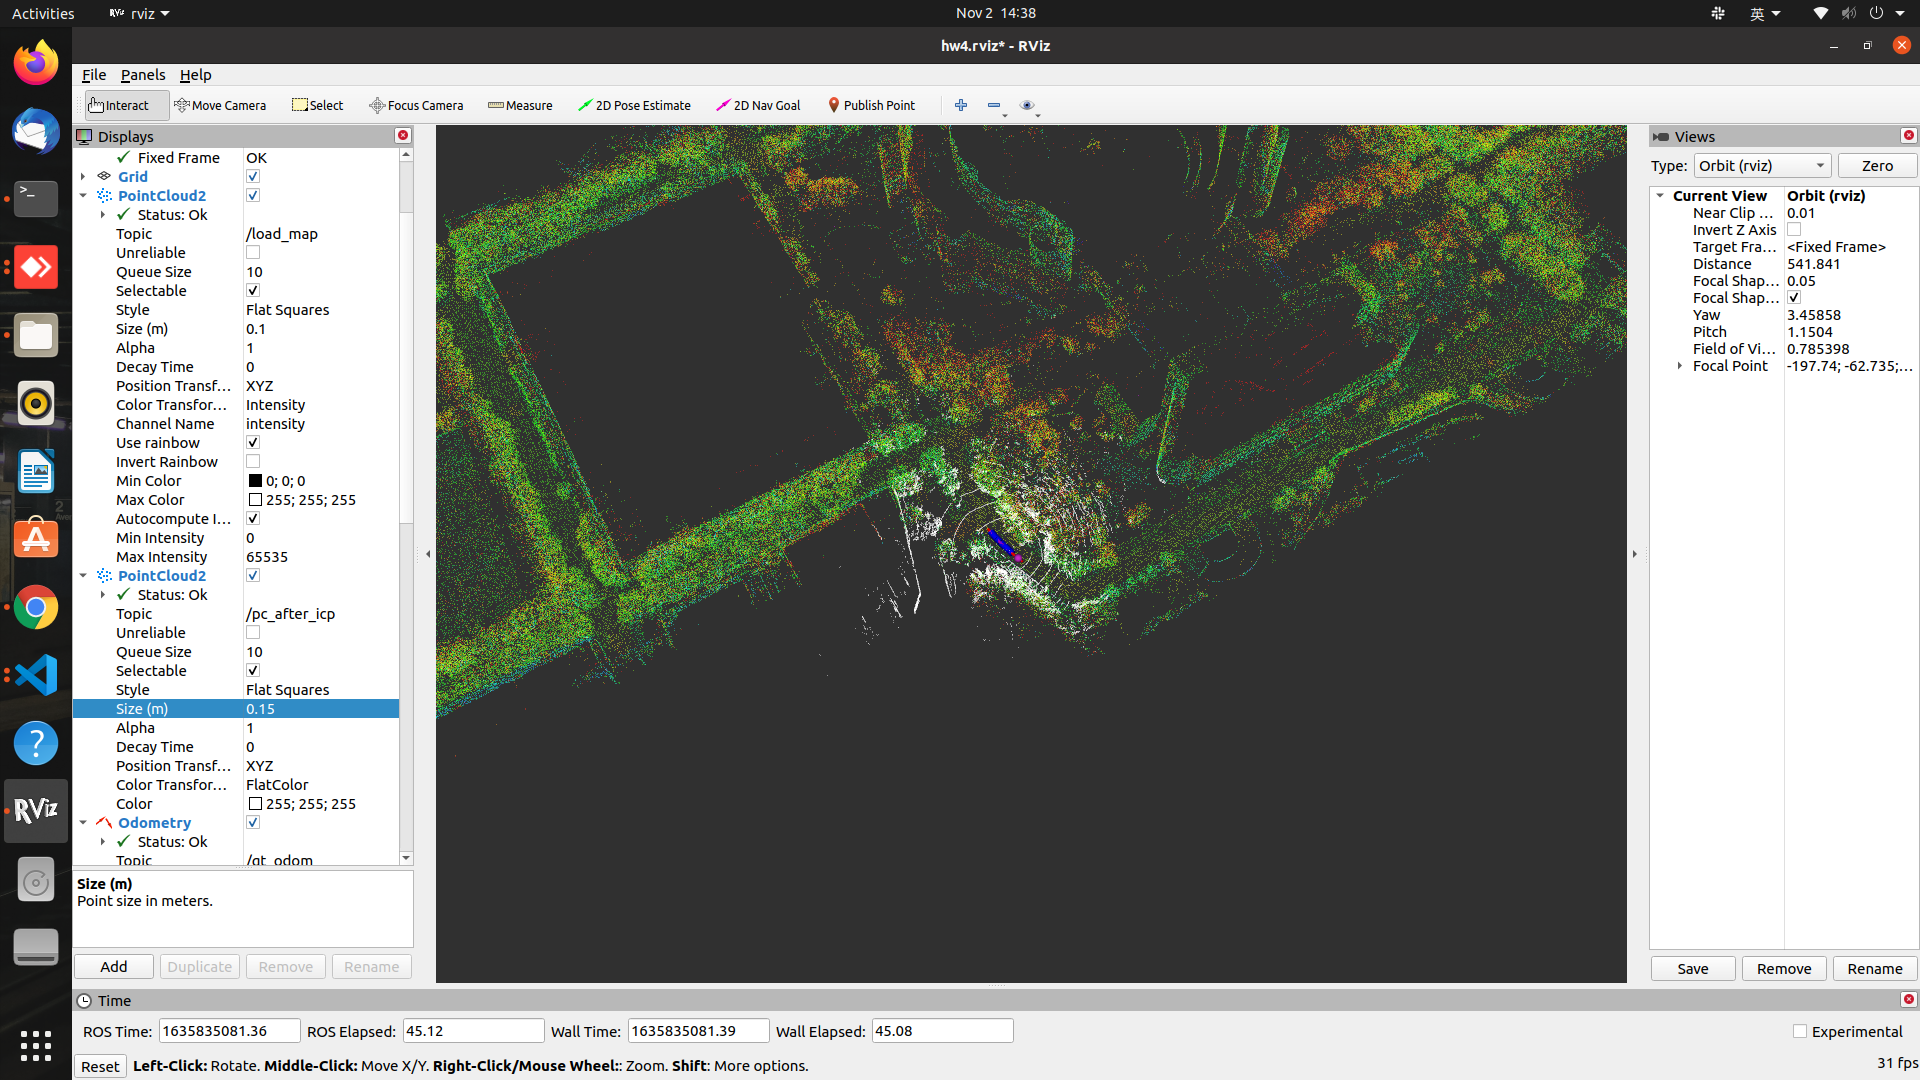 Activities RViz rviz Nov 2 14:38 英
hw4.rviz* - RViz
File Panels Help
Interact Move Camera Select Focus Camera Measure 2D Pose Estimate 2D Nav Goal Publish Point
Displays
Fixed Frame OK
Grid
PointCloud2
Status: Ok
Topic /load_map
Unreliable
Queue Size 10
Selectable
Style Flat Squares
Size (m) 0.1
Alpha 1
Decay Time 0
Position Transf... XYZ
Color Transfor... Intensity
Channel Name intensity
Use rainbow
Invert Rainbow
Min Color 0; 0; 0
Max Color 255; 255; 255
Autocompute I...
Min Intensity 0
Max Intensity 65535
PointCloud2
Status: Ok
Topic /pc_after_icp
Unreliable
Queue Size 10
Selectable
Style Flat Squares
Size (m) 0.15
Alpha 1
Decay Time 0
Position Transf... XYZ
Color Transfor... FlatColor
Color 255; 255; 255
Odometry
Status: Ok
Topic /gt_odom
Size (m)
Point size in meters.
Add Duplicate Remove Rename
RViz
Views
Type: Orbit (rviz) Zero
Current View Orbit (rviz)
Near Clip ... 0.01
Invert Z Axis
Target Fra... <Fixed Frame>
Distance 541.841
Focal Shap... 0.05
Focal Shap...
Yaw 3.45858
Pitch 1.1504
Field of Vi... 0.785398
Focal Point -197.74; -62.735;...
Save Remove Rename
Time
ROS Time: 1635835081.36 ROS Elapsed: 45.12 Wall Time: 1635835081.39 Wall Elapsed: 45.08 Experimental
Reset Left-Click: Rotate. Middle-Click: Move X/Y. Right-Click/Mouse Wheel:: Zoom. Shift: More options. 31 fps